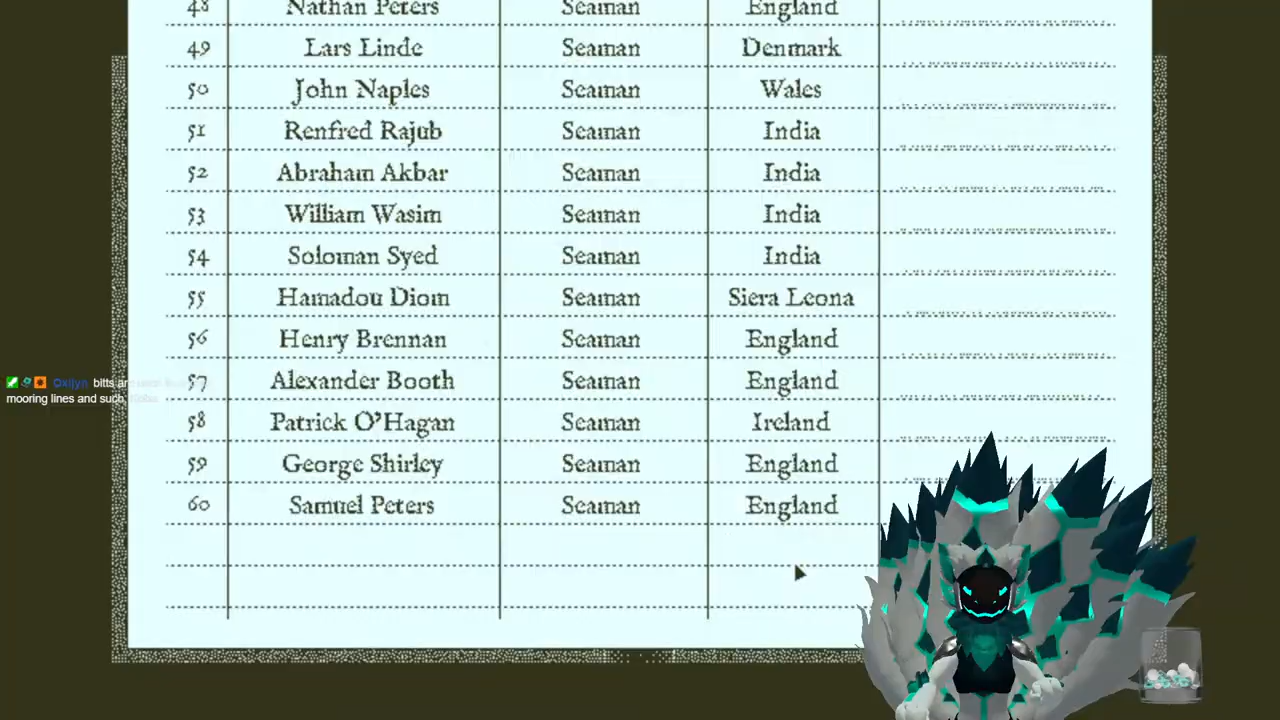 48 Nathan Peters Seaman England
49 Lars Linde Seaman Denmark
50 John Naples Seaman Wales
51 Renfred Rajub Seaman India
52 Abraham Akbar Seaman India
53 William Wasim Seaman India
54 Soloman Syed Seaman India
55 Hamadou Diom Seaman Siera Leona
56 Henry Brennan Seaman England
57 Alexander Booth Seaman England
58 Patrick O'Hagan Seaman Ireland
59 George Shirley Seaman England
60 Samuel Peters Seaman England
Oxijyn bitts are
mooring lines and such